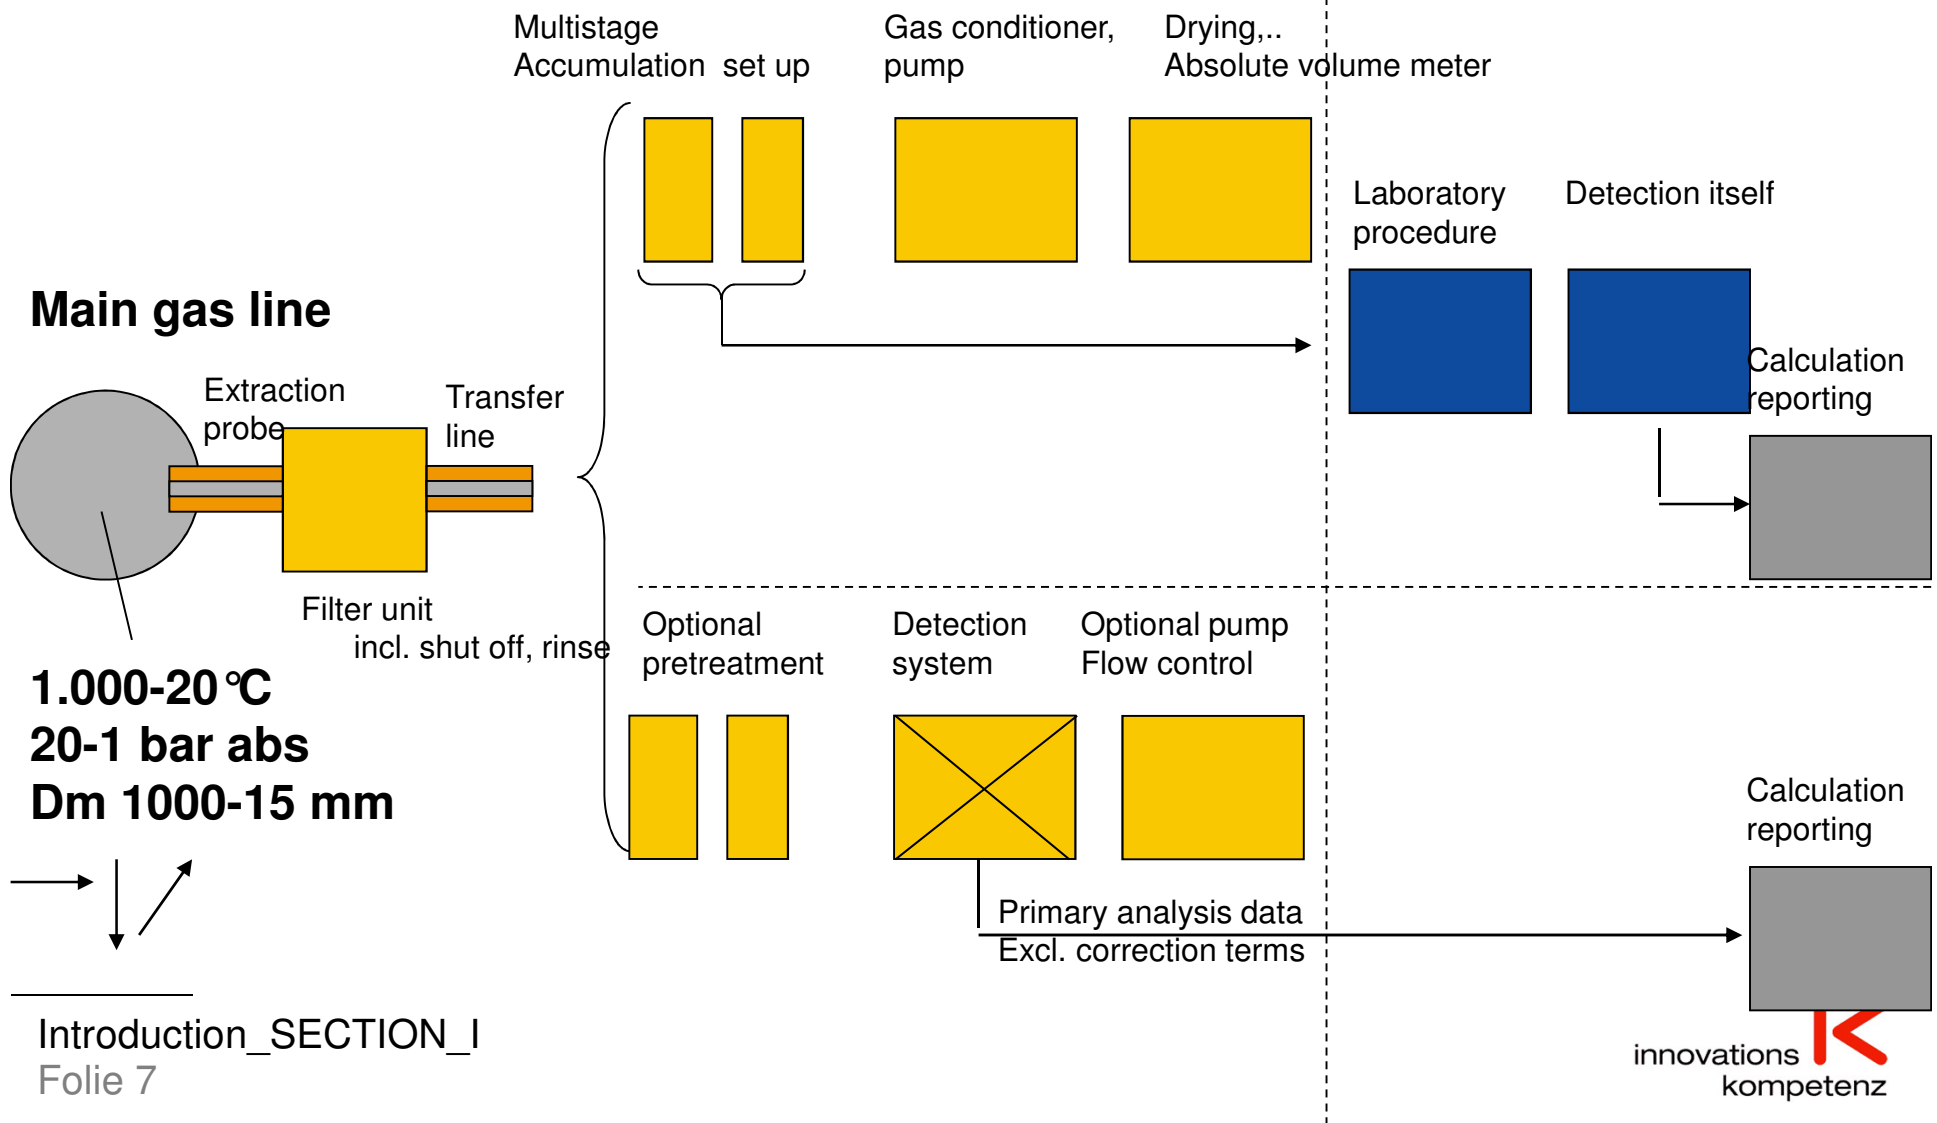 Multistage
Accumulation set up
Gas conditioner,
pump
Drying,..
Absolute volume meter
Laboratory
procedure
Detection itself
Main gas line
Extraction
probe
Transfer
line
Calculation
reporting
Filter unit
incl. shut off, rinse
Optional
pretreatment
Detection
system
Optional pump
Flow control
1.000-20°C
20-1 bar abs
Dm 1000-15 mm
Calculation
reporting
Primary analysis data
Excl. correction terms
Introduction_SECTION_I
Folie 7
innovations
kompetenz